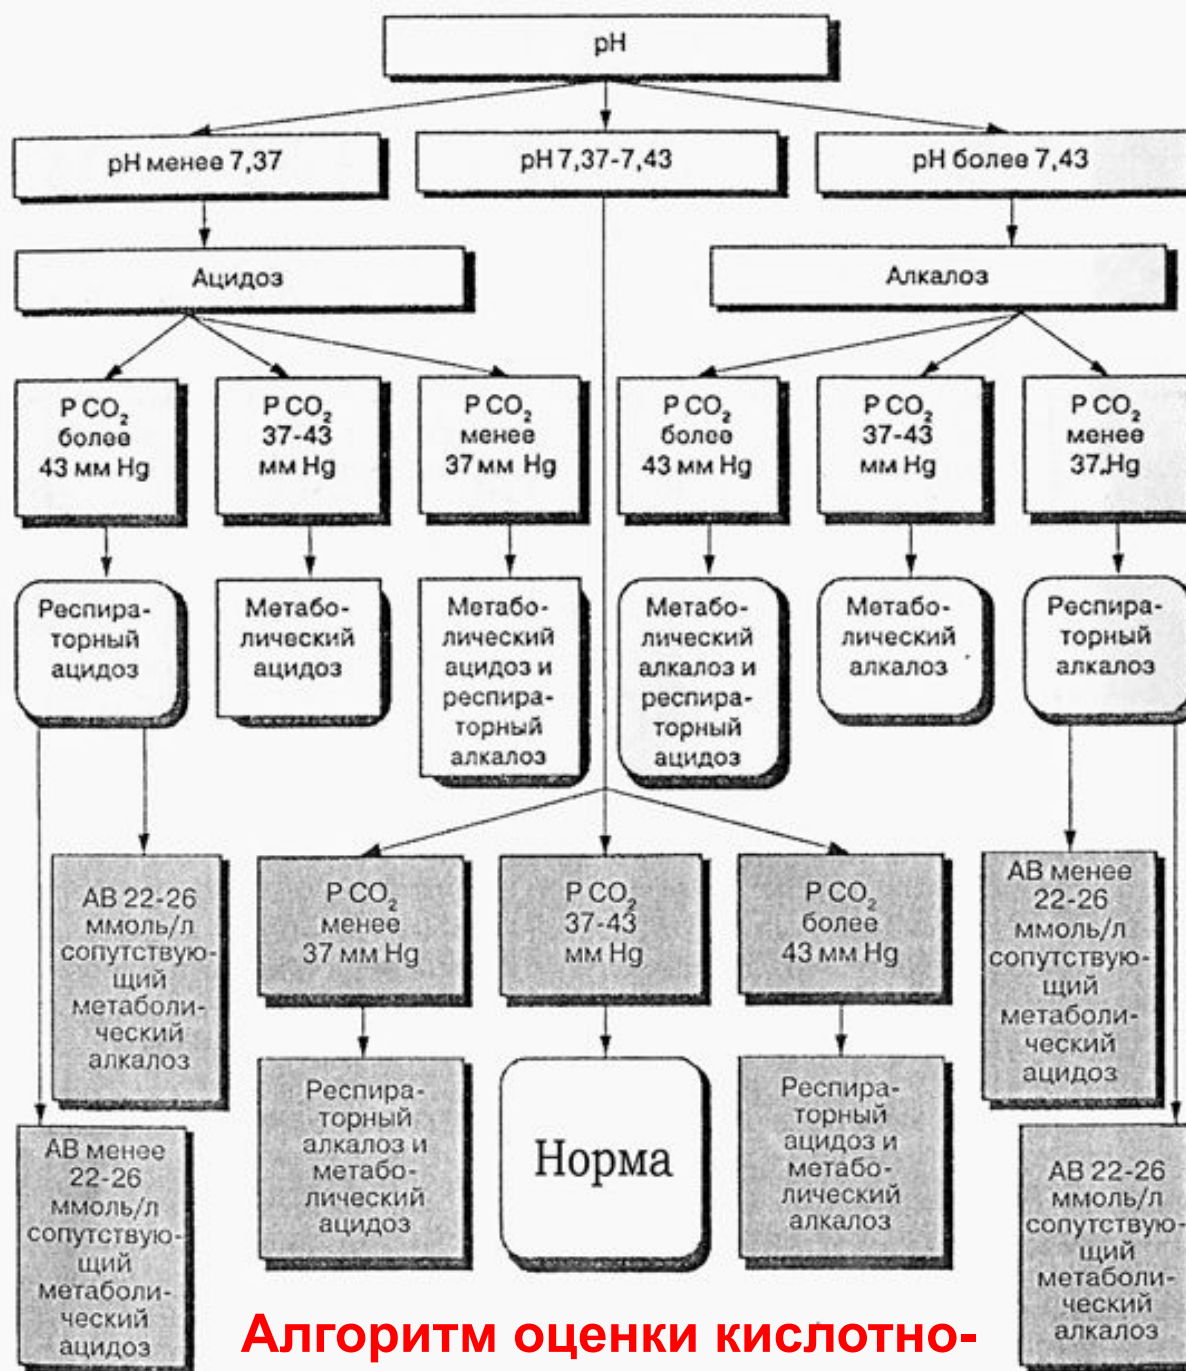 pH
pH менее 7,37
pH 7,37-7,43
pH более 7,43
Ацидоз
Алкалоз
P CO₂
более
43 мм Hg
P CO₂
37-43
мм Hg
P CO₂
менее
37 мм Hg
P CO₂
более
43 мм Hg
P CO₂
37-43
мм Hg
P CO₂
менее
37.Hg
Респира-
торный
ацидоз
Метабо-
лический
ацидоз
Метабо-
лический
ацидоз и
респира-
торный
алкалоз
Метабо-
лический
алкалоз и
респира-
торный
ацидоз
Метабо-
лический
алкалоз
Респира-
торный
алкалоз
АВ 22-26
ммоль/л
сопутствую-
щий
метаболи-
ческий
алкалоз
P CO₂
менее
37 мм Hg
P CO₂
37-43
мм Hg
P CO₂
более
43 мм Hg
АВ менее
22-26
ммоль/л
сопутствую-
щий
метаболи-
ческий
ацидоз
АВ менее
22-26
ммоль/л
сопутствую-
щий
метаболи-
ческий
ацидоз
Респира-
торный
алкалоз и
метабо-
лический
ацидоз
Норма
Респира-
торный
ацидоз и
метабо-
лический
алкалоз
АВ 22-26
ммоль/л
сопутствую-
щий
метаболи-
ческий
алкалоз
Алгоритм оценки кислотно-